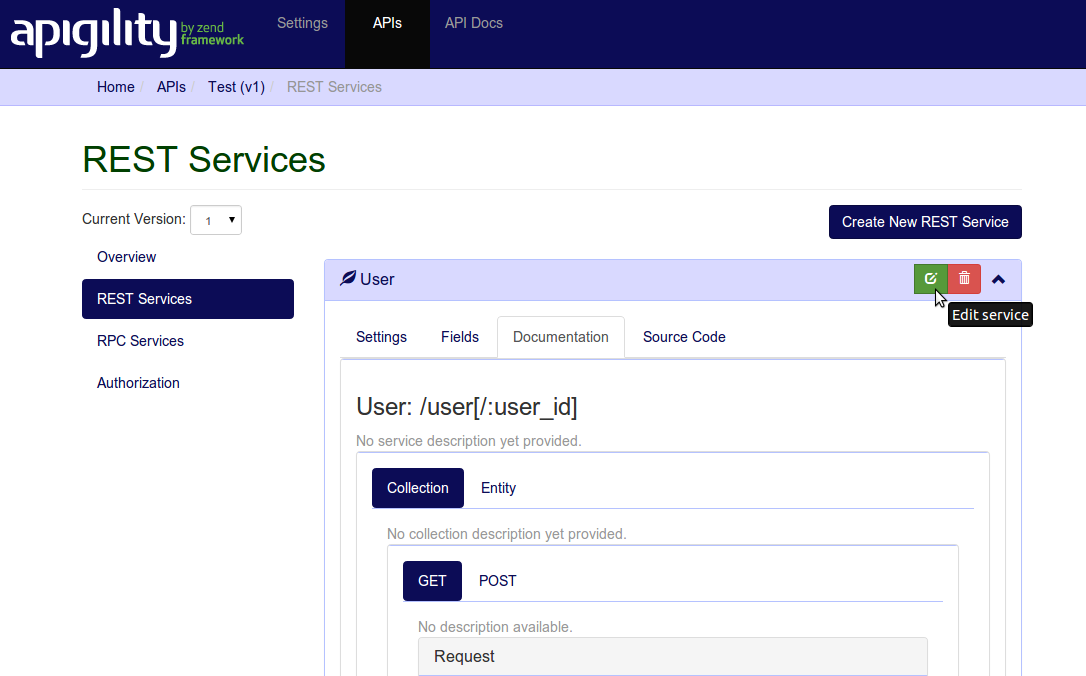 apigility by zend framework Settings APIs API Docs
Home / APIs / Test (v1) / REST Services
REST Services
Current Version: 1
Create New REST Service
Overview
REST Services
RPC Services
Authorization
User
Edit service
Settings Fields Documentation Source Code
User: /user[/:user_id]
No service description yet provided.
Collection Entity
No collection description yet provided.
GET POST
No description available.
Request